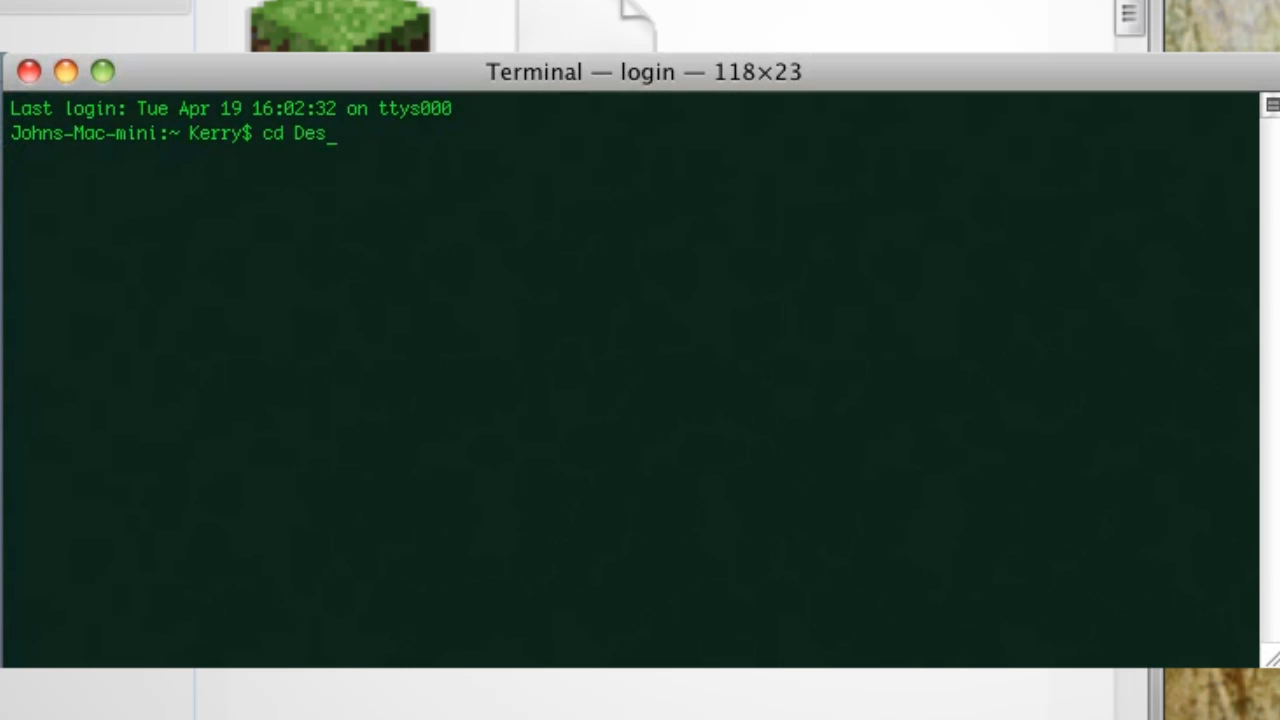 Terminal — login — 118×23
Last login: Tue Apr 19 16:02:32 on ttys000
Johns-Mac-mini:~ Kerry$ cd Des_